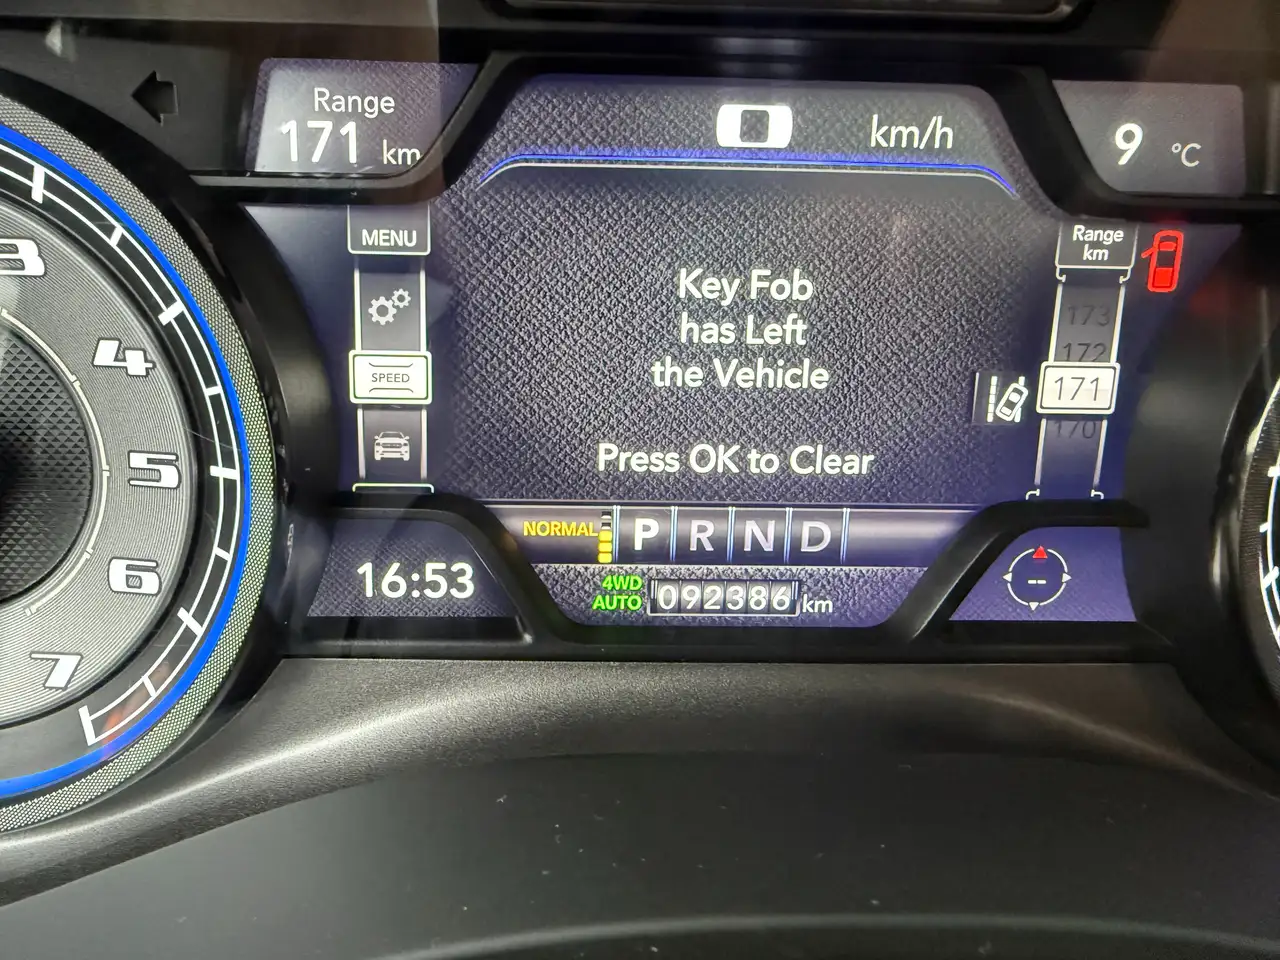 Range
171 km
0 km/h
9 °C
MENU
SPEED
Key Fob
has Left
the Vehicle
Press OK to Clear
Range
km
173
172
171
170
NORMAL P R N D
16:53
4WD
AUTO 092386 km
--
3
4
5
6
7